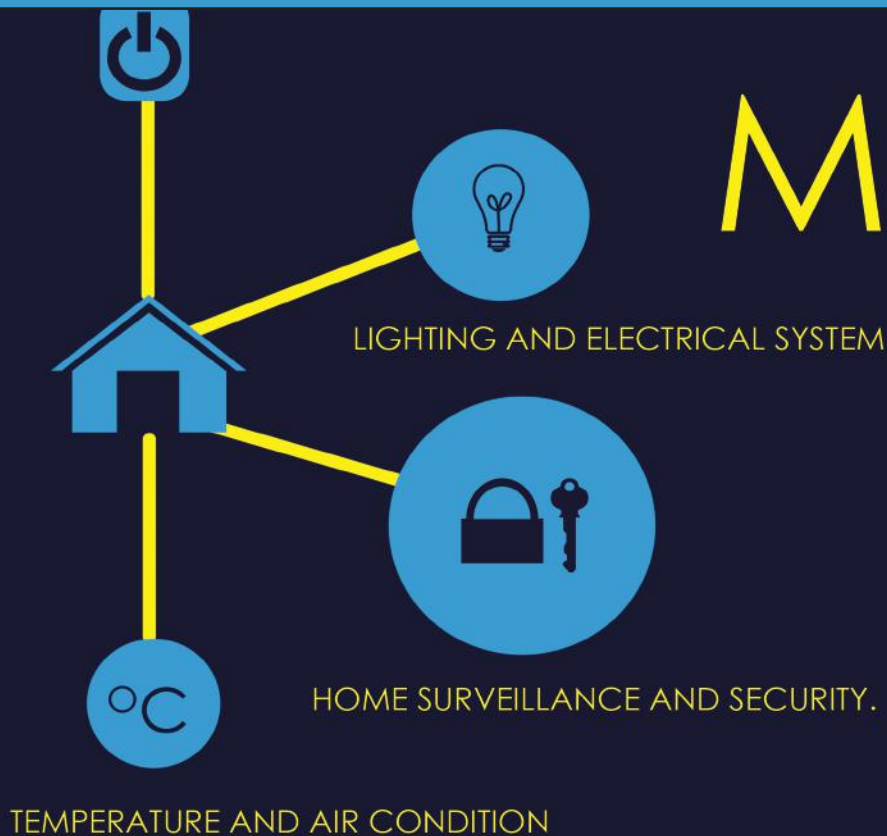 M
LIGHTING AND ELECTRICAL SYSTEM
HOME SURVEILLANCE AND SECURITY.
°C
TEMPERATURE AND AIR CONDITION